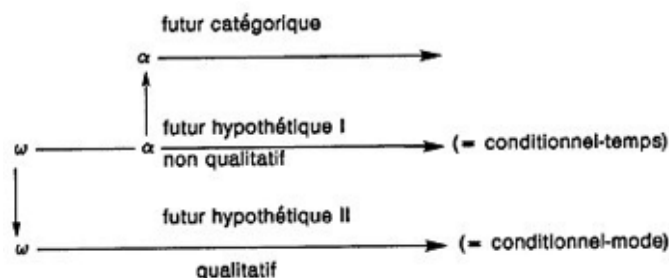 futur catégorique
α
futur hypothétique I
ω α (= conditionnel-temps)
non qualitatif
futur hypothétique II
ω (= conditionnel-mode)
qualitatif